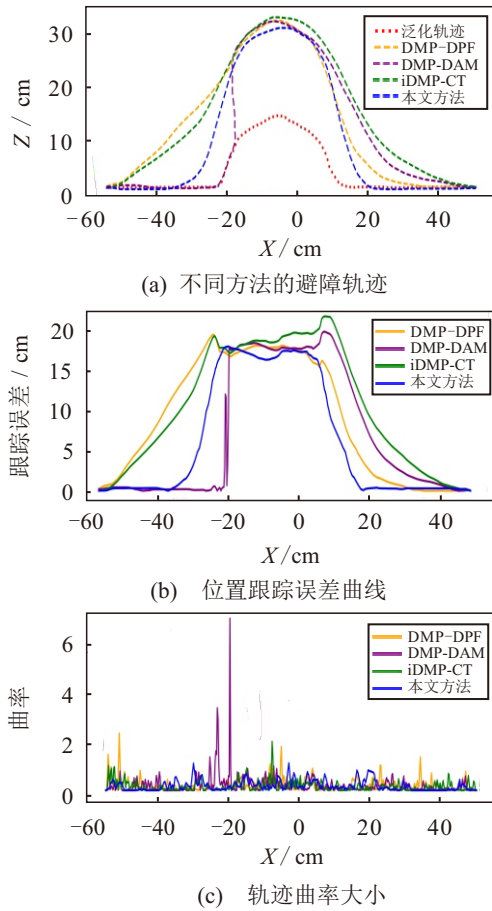 Z / cm
30
20
10
0
泛化轨迹
DMP-DPF
DMP-DAM
iDMP-CT
本文方法
−60 −40 −20 0 20 40
X / cm
(a) 不同方法的避障轨迹
跟踪误差 / cm
20
15
10
5
0
DMP−DPF
DMP-DAM
iDMP-CT
本文方法
−60 −40 −20 0 20 40
X /cm
(b) 位置跟踪误差曲线
曲率
6
4
2
0
DMP−DPF
DMP-DAM
iDMP-CT
本文方法
−60 −40 −20 0 20 40
X / cm
(c) 轨迹曲率大小